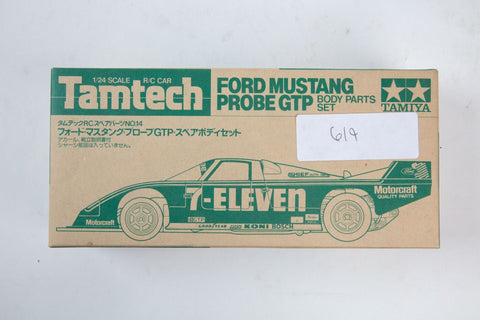 1/24 SCALE R/C CAR
Tamtech
FORD MUSTANG
PROBE GTP BODY PARTS SET
TAMIYA
タムテックRCスペアパーツNO.14
フォード・マスタング・プローブGTP・スペアボディセット
デカール、組立説明書付
シャーシ部品は入っていません。
619
7-ELEVEN
Motorcraft
QUALITY PARTS
Ford
Motorcraft
GTP
GOODYEAR
KONI BOSCH